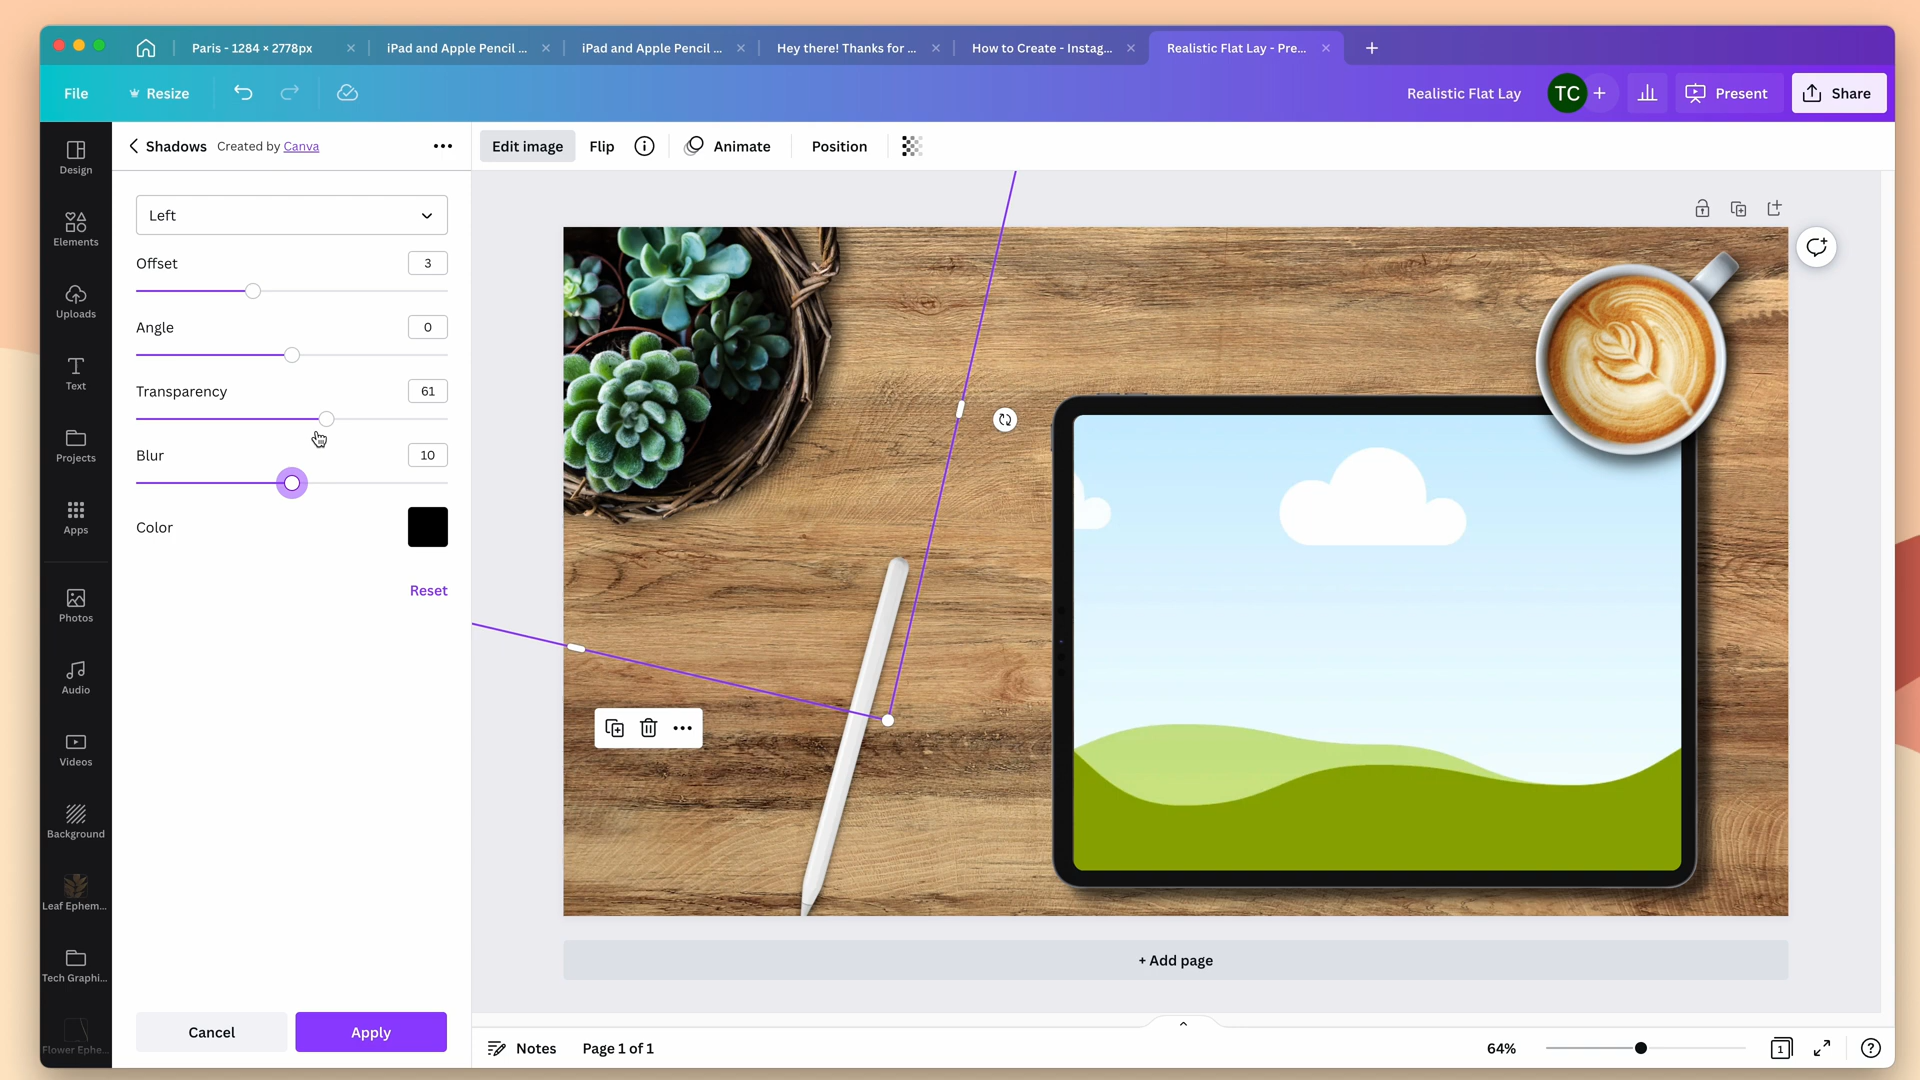 Paris - 1284 × 2778px
iPad and Apple Pencil ...
iPad and Apple Pencil ...
Hey there! Thanks for ...
How to Create - Instag...
Realistic Flat Lay - Pre...
File
Resize
Realistic Flat Lay
TC
Present
Share
Design
Elements
Uploads
Text
Projects
Apps
Photos
Audio
Videos
Background
Leaf Ephem...
Tech Graphi...
Flower Ephe...
Shadows Created by Canva
Left
Offset 3
Angle 0
Transparency 61
Blur 10
Color
Reset
Cancel
Apply
Edit image
Flip
Animate
Position
+ Add page
Notes
Page 1 of 1
64%
1